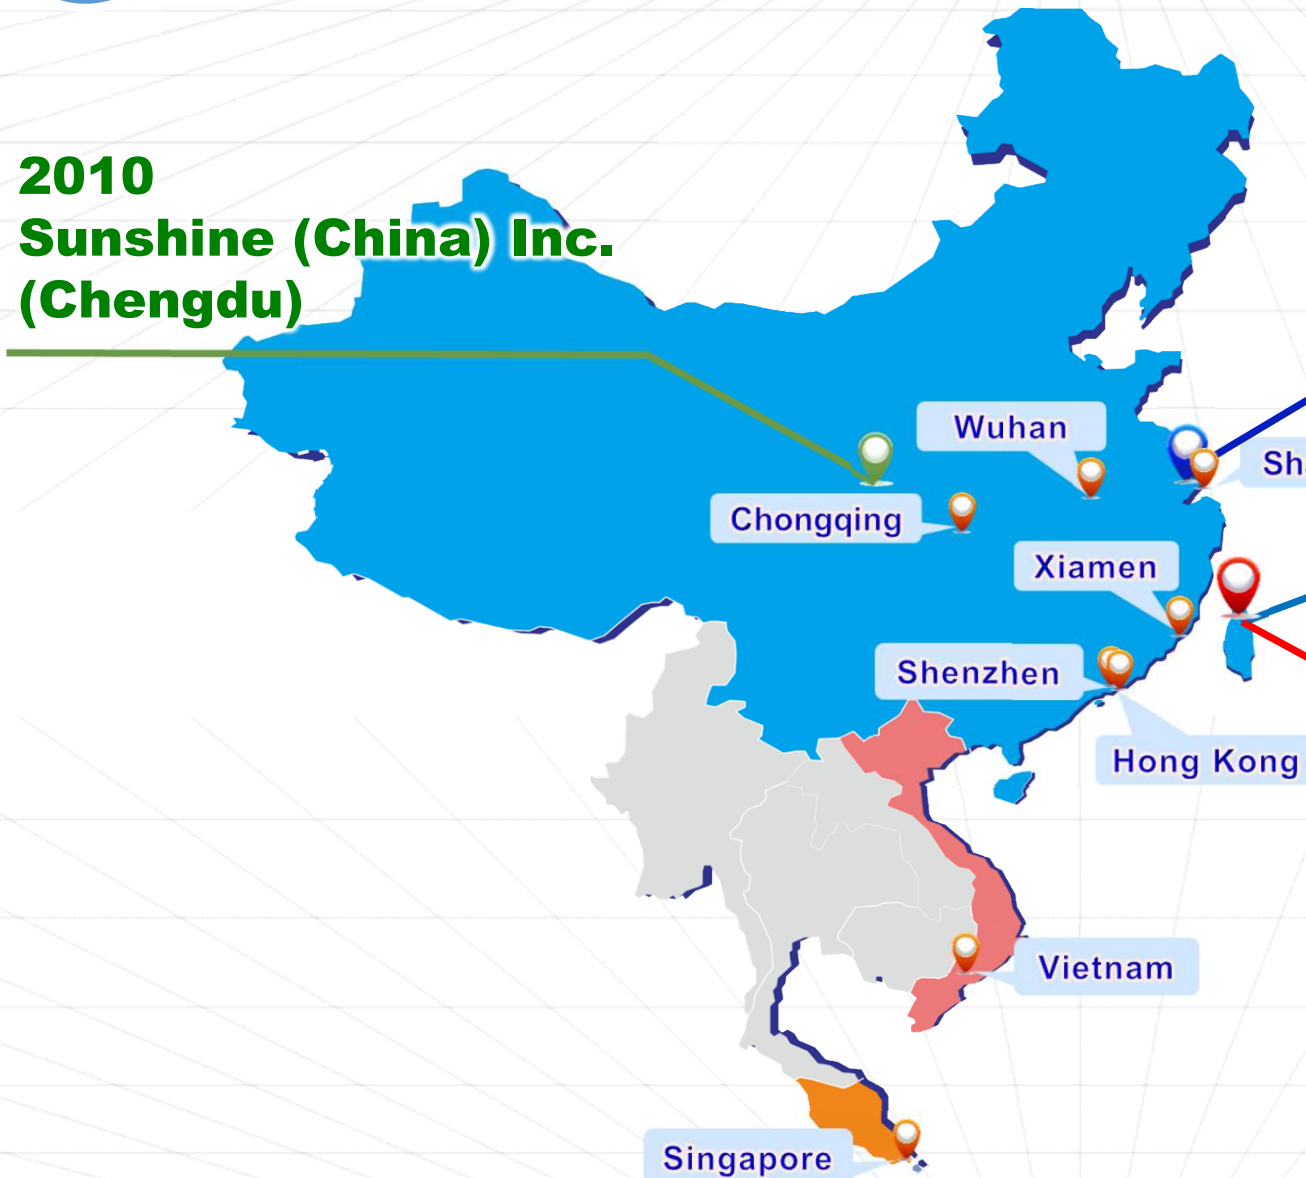 2010
Sunshine (China) Inc.
(Chengdu)
Wuhan
Chongqing
Xiamen
Shenzhen
Hong Kong
Vietnam
Singapore